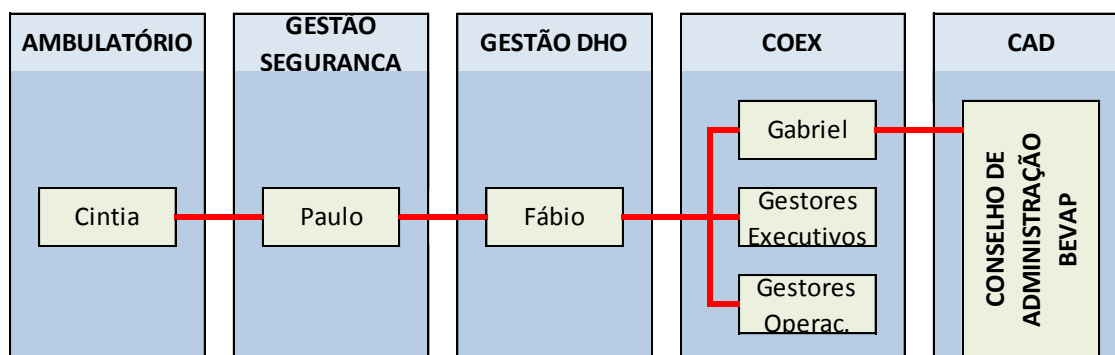 AMBULATÓRIO
GESTÃO
SEGURANCA
GESTÃO DHO
COEX
CAD
Cintia
Paulo
Fábio
Gabriel
Gestores
Executivos
Gestores
Operac.
CONSELHO DE
ADMINISTRAÇÃO
BEVAP